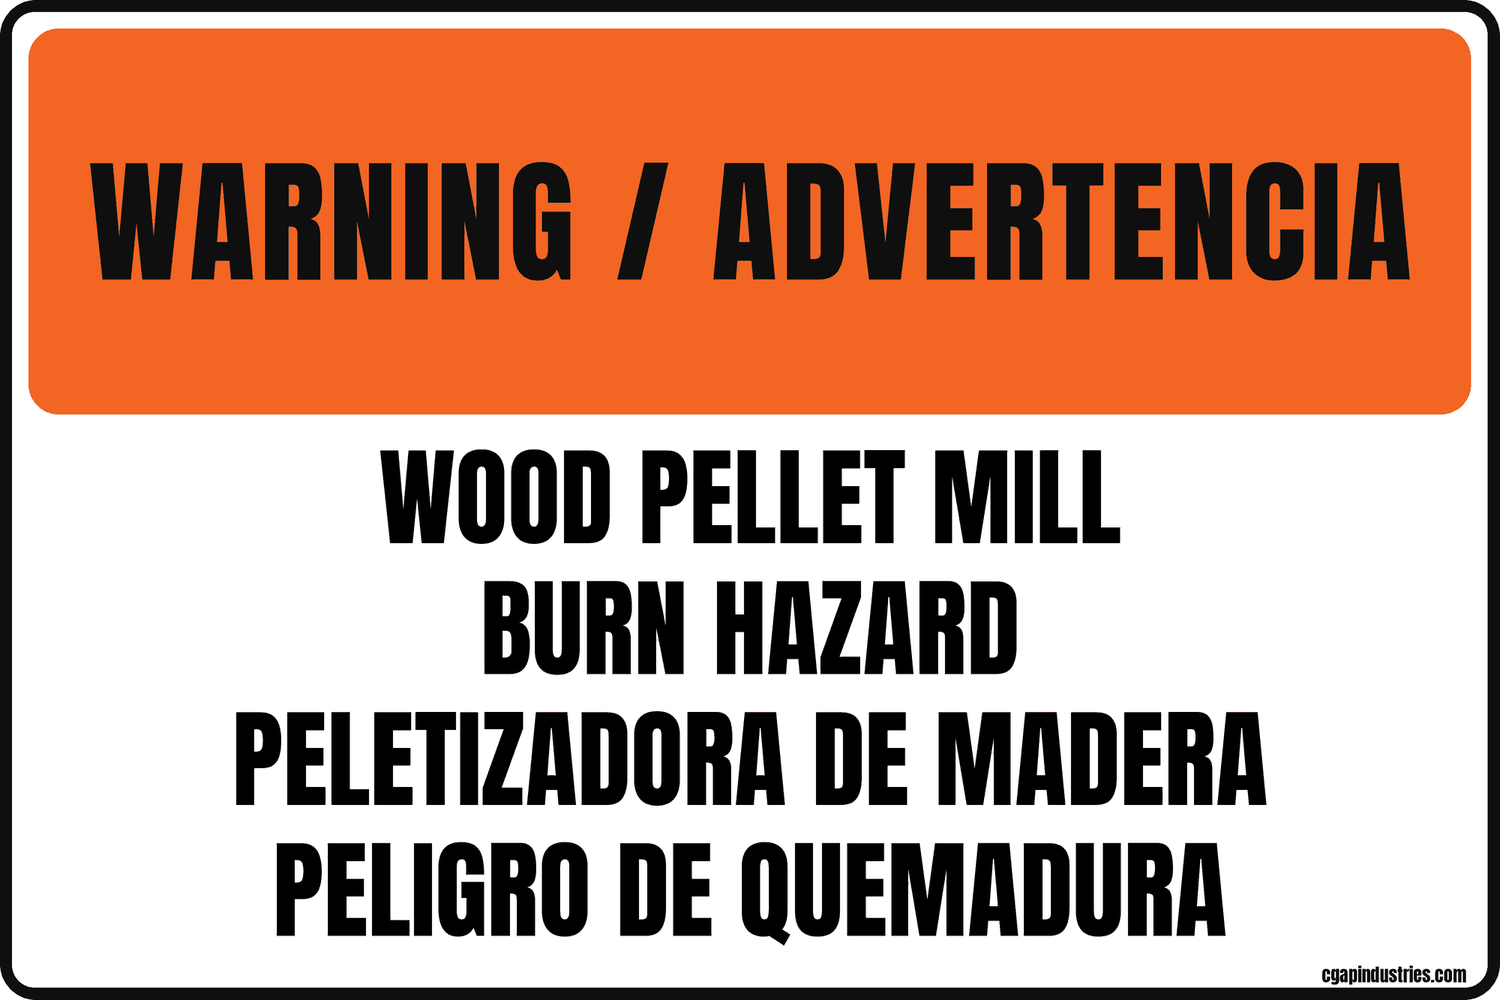 WARNING / ADVERTENCIA
WOOD PELLET MILL
BURN HAZARD
PELETIZADORA DE MADERA
PELIGRO DE QUEMADURA
cgapindustries.com